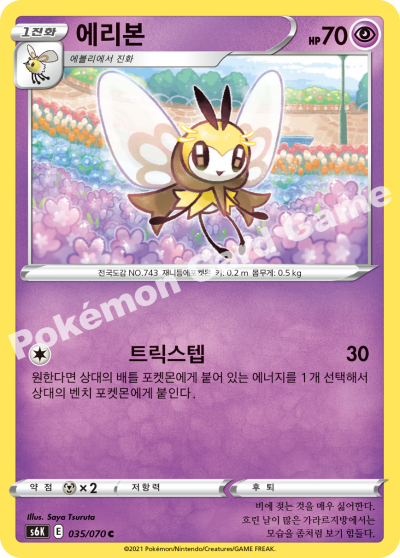 1진화
에리본
HP 70
에블리에서 진화
전국도감 NO.743 재니등에포켓몬 키: 0.2 m 몸무게: 0.5 kg
Pokémon Card Game
트릭스텝 30
원한다면 상대의 배틀 포켓몬에게 붙어 있는 에너지를 1개 선택해서
상대의 벤치 포켓몬에게 붙인다.
약점 ×2 저항력 후퇴
Illus. Saya Tsuruta
s6K E 035/070 C
비에 젖는 것을 매우 싫어한다.
흐린 날이 많은 가라르지방에서는
모습을 좀처럼 보기 힘들다.
©2021 Pokémon/Nintendo/Creatures/GAME FREAK.